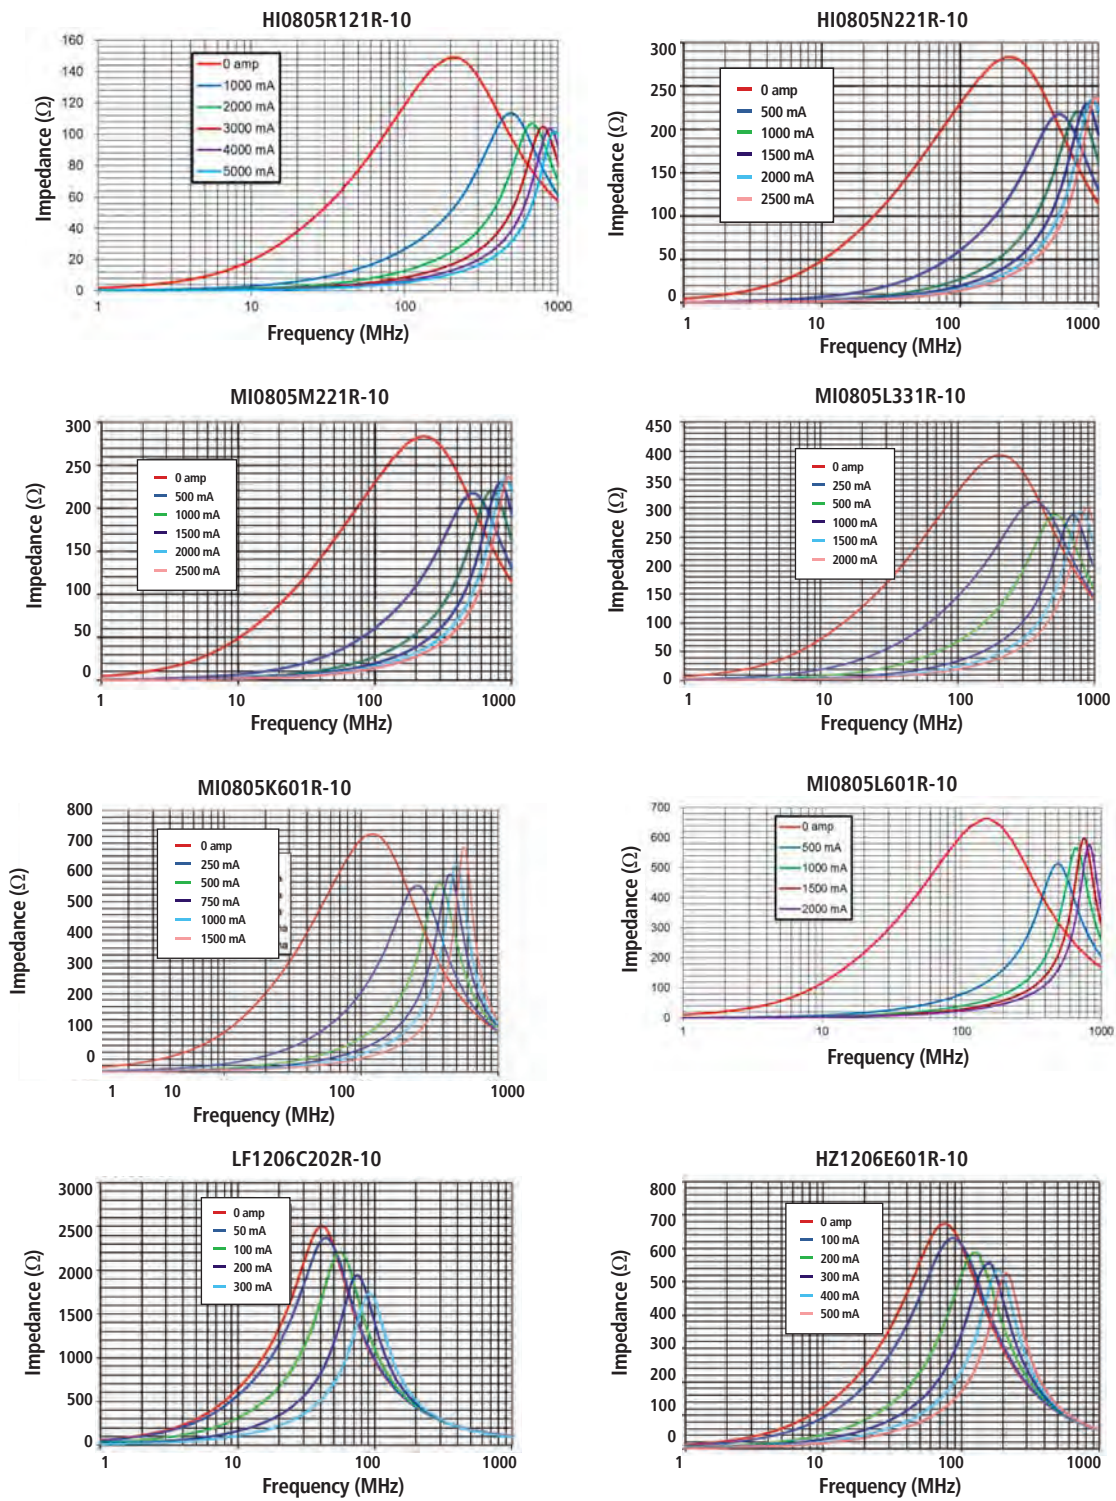 HI0805R121R-10
160
140
120
100
80
60
40
20
0
Impedance (Ω)
0 amp
1000 mA
2000 mA
3000 mA
4000 mA
5000 mA
1 10 100 1000
Frequency (MHz)
HI0805N221R-10
300
250
200
150
100
50
0
Impedance (Ω)
0 amp
500 mA
1000 mA
1500 mA
2000 mA
2500 mA
1 10 100 1000
Frequency (MHz)
MI0805M221R-10
300
250
200
150
100
50
0
Impedance (Ω)
0 amp
500 mA
1000 mA
1500 mA
2000 mA
2500 mA
1 10 100 1000
Frequency (MHz)
MI0805L331R-10
450
400
350
300
250
200
150
100
50
0
Impedance (Ω)
0 amp
250 mA
500 mA
1000 mA
1500 mA
2000 mA
1 10 100 1000
Frequency (MHz)
MI0805K601R-10
800
700
600
500
400
300
200
100
0
Impedance (Ω)
0 amp
250 mA
500 mA
750 mA
1000 mA
1500 mA
1 10 100 1000
Frequency (MHz)
MI0805L601R-10
700
600
500
400
300
200
100
0
Impedance (Ω)
0 amp
500 mA
1000 mA
1500 mA
2000 mA
1 10 100 1000
Frequency (MHz)
LF1206C202R-10
3000
2500
2000
1500
1000
500
0
Impedance (Ω)
0 amp
50 mA
100 mA
200 mA
300 mA
1 10 100 1000
Frequency (MHz)
HZ1206E601R-10
800
700
600
500
400
300
200
100
0
Impedance (Ω)
0 amp
100 mA
200 mA
300 mA
400 mA
500 mA
1 10 100 1000
Frequency (MHz)